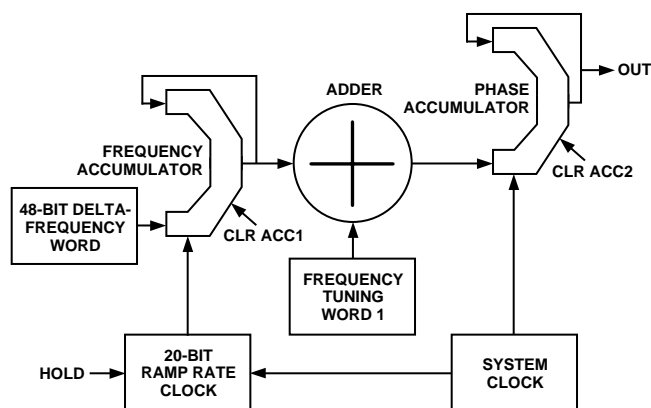 OUT
ADDER
PHASE
ACCUMULATOR
FREQUENCY
ACCUMULATOR
CLR ACC2
48-BIT DELTA-
FREQUENCY
WORD
CLR ACC1
FREQUENCY
TUNING
WORD 1
HOLD
20-BIT
RAMP RATE
CLOCK
SYSTEM
CLOCK